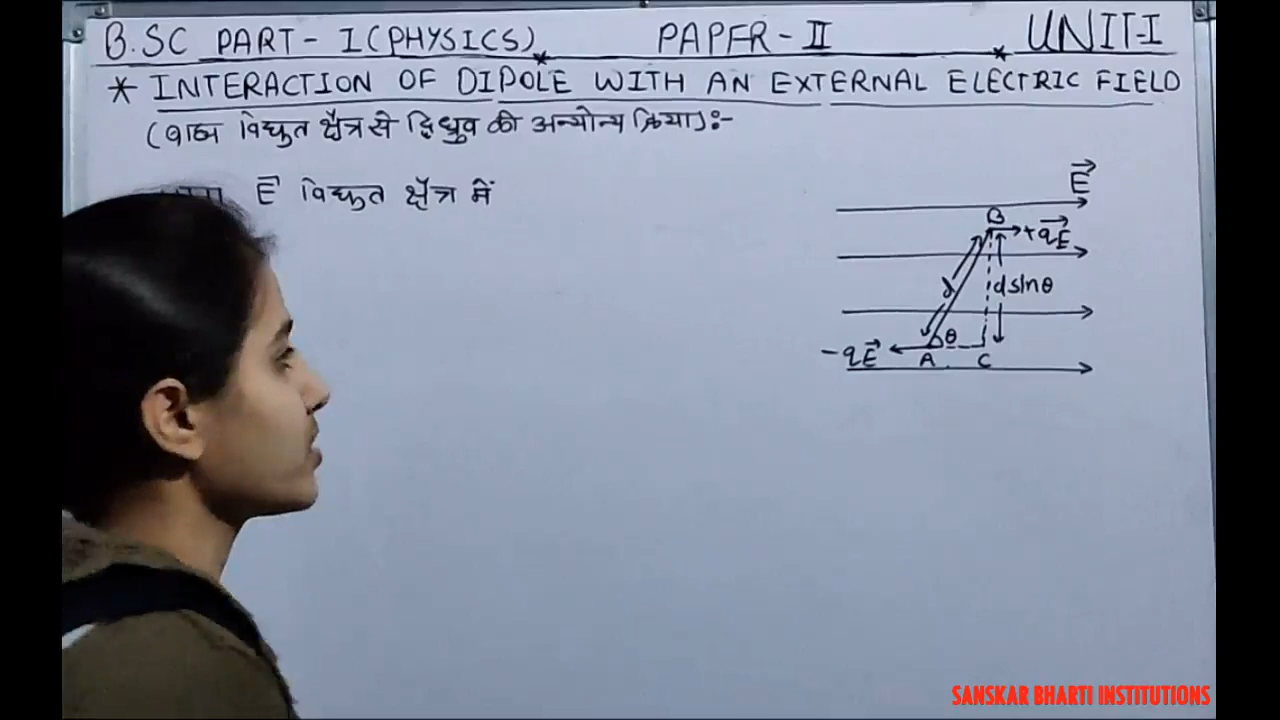 B.SC PART - I (PHYSICS) PAPER - II UNIT-I
* INTERACTION OF DIPOLE WITH AN EXTERNAL ELECTRIC FIELD
(बाह्य विद्युत क्षेत्र से द्विध्रुव की अन्योन्य क्रिया):-
E→ विद्युत क्षेत्र में
E→
B
+qE→
d
dsinθ
θ
-qE→
A
C
SANSKAR BHARTI INSTITUTIONS